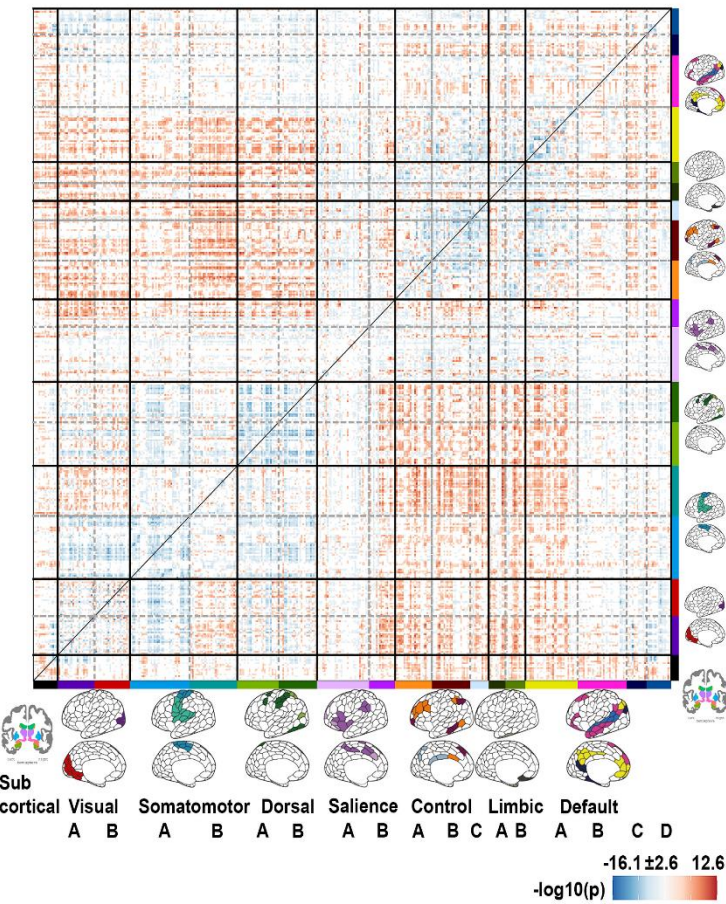 Sub
cortical Visual Somatomotor Dorsal Salience Control Limbic Default
A B A B A B A B A B C A B A B C D
-16.1 ±2.6 12.6
-log10(p)